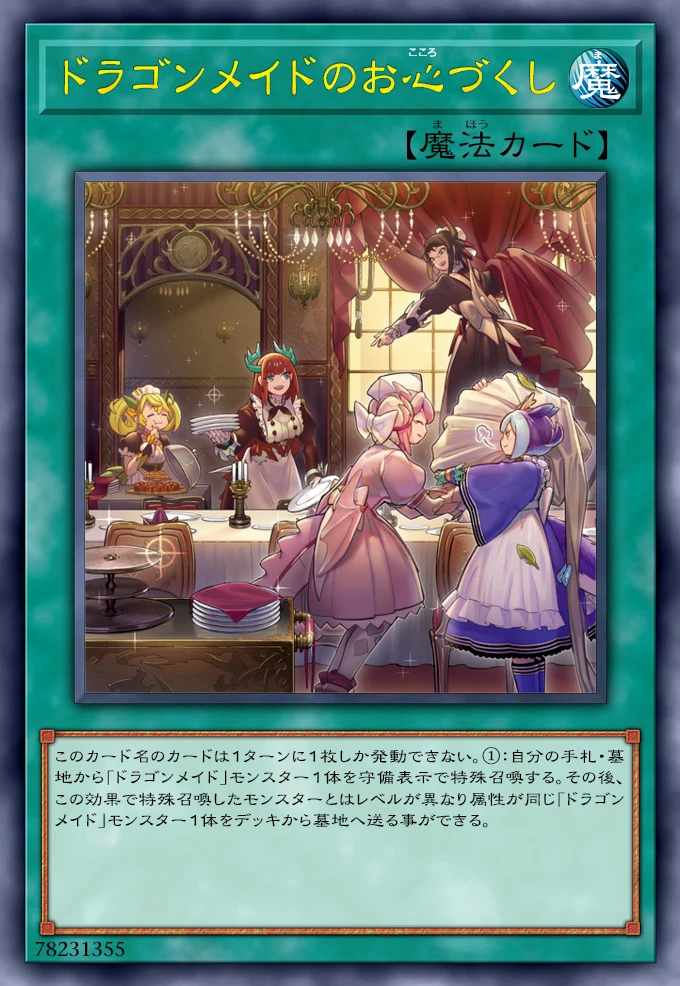 こころ
ドラゴンメイドのお心づくし
ま
魔
ま ほう
【魔法カード】
このカード名のカードは1ターンに1枚しか発動できない。①:自分の手札・墓
地から「ドラゴンメイド」モンスター1体を守備表示で特殊召喚する。その後、
この効果で特殊召喚したモンスターとはレベルが異なり属性が同じ「ドラゴン
メイド」モンスター1体をデッキから墓地へ送る事ができる。
78231355